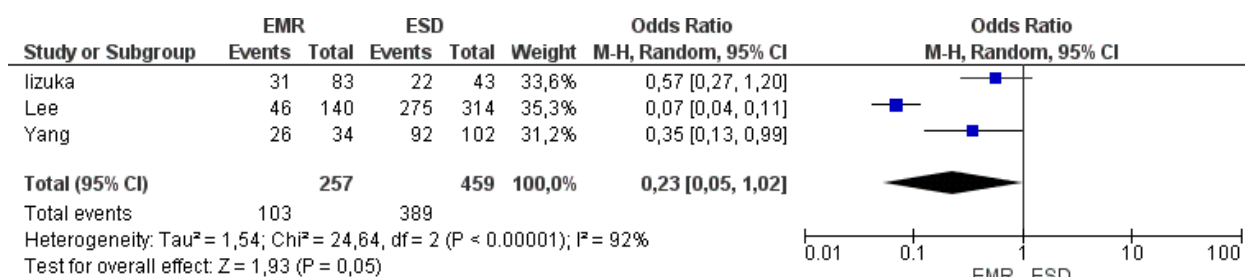 EMR ESD Odds Ratio Odds Ratio
Study or Subgroup Events Total Events Total Weight M-H, Random, 95% CI M-H, Random, 95% CI
Iizuka 31 83 22 43 33,6% 0,57 [0,27, 1,20]
Lee 46 140 275 314 35,3% 0,07 [0,04, 0,11]
Yang 26 34 92 102 31,2% 0,35 [0,13, 0,99]
Total (95% CI) 257 459 100,0% 0,23 [0,05, 1,02]
Total events 103 389
Heterogeneity: Tau² = 1,54; Chi² = 24,64, df = 2 (P < 0.00001); I² = 92%
Test for overall effect: Z = 1,93 (P = 0,05)
0.01 0.1 1 10 100
EMR ESD